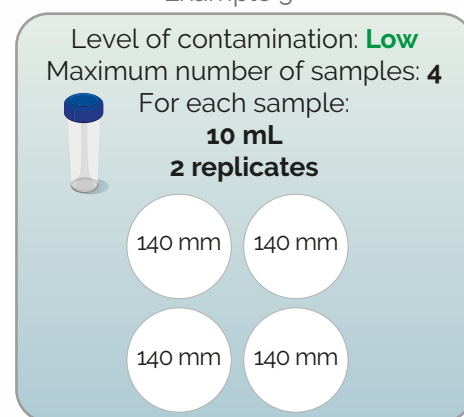 Level of contamination: Low
Maximum number of samples: 4
For each sample:
10 mL
2 replicates
140 mm 140 mm
140 mm 140 mm